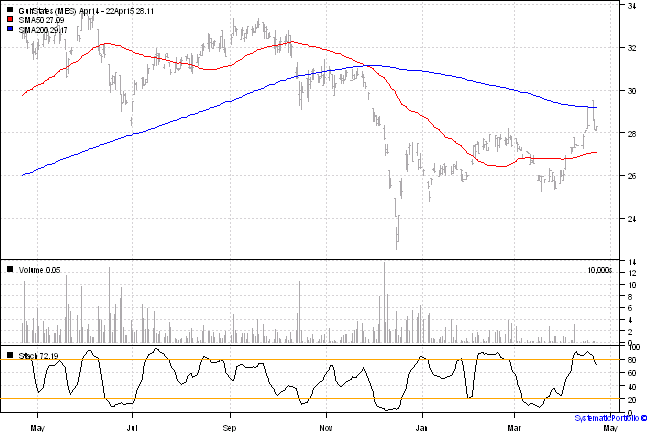 GulfStates (MES) Apr14 - 22Apr15 28.11
SMA50 27.09
SMA200 29.17
34
32
30
28
26
24
Volume 0.05
10,000s
14
12
10
8
6
4
2
0
Stoch 72.19
100
80
60
40
20
0
May Jul Sep Nov Jan Mar May
SystematicPortfolio ©